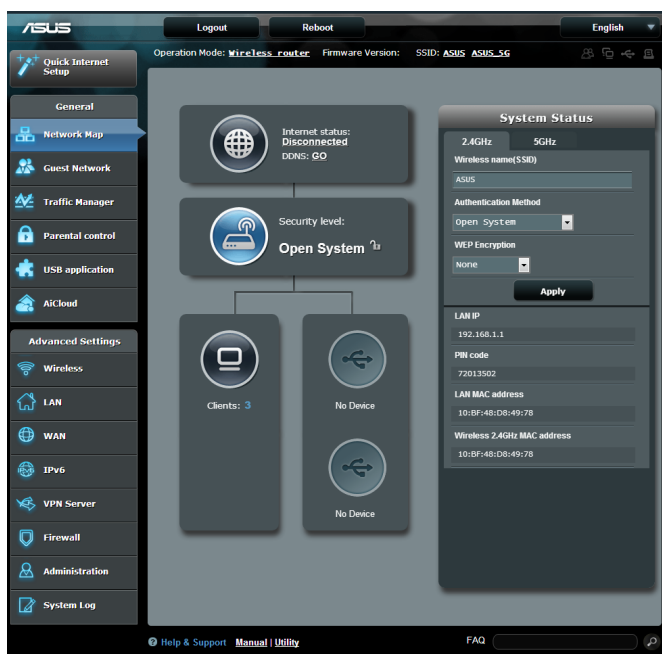 ASUS
Logout
Reboot
English
Quick Internet Setup
Operation Mode: Wireless router Firmware Version: SSID: ASUS ASUS_5G
General
Network Map
Guest Network
Traffic Manager
Parental control
USB application
AiCloud
Advanced Settings
Wireless
LAN
WAN
IPv6
VPN Server
Firewall
Administration
System Log
Internet status:
Disconnected
DDNS: GO
Security level:
Open System
Clients: 3
No Device
No Device
System Status
2.4GHz
5GHz
Wireless name(SSID)
ASUS
Authentication Method
Open System
WEP Encryption
None
Apply
LAN IP
192.168.1.1
PIN code
72013502
LAN MAC address
10:BF:48:D8:49:78
Wireless 2.4GHz MAC address
10:BF:48:D8:49:78
Help & Support Manual | Utility
FAQ